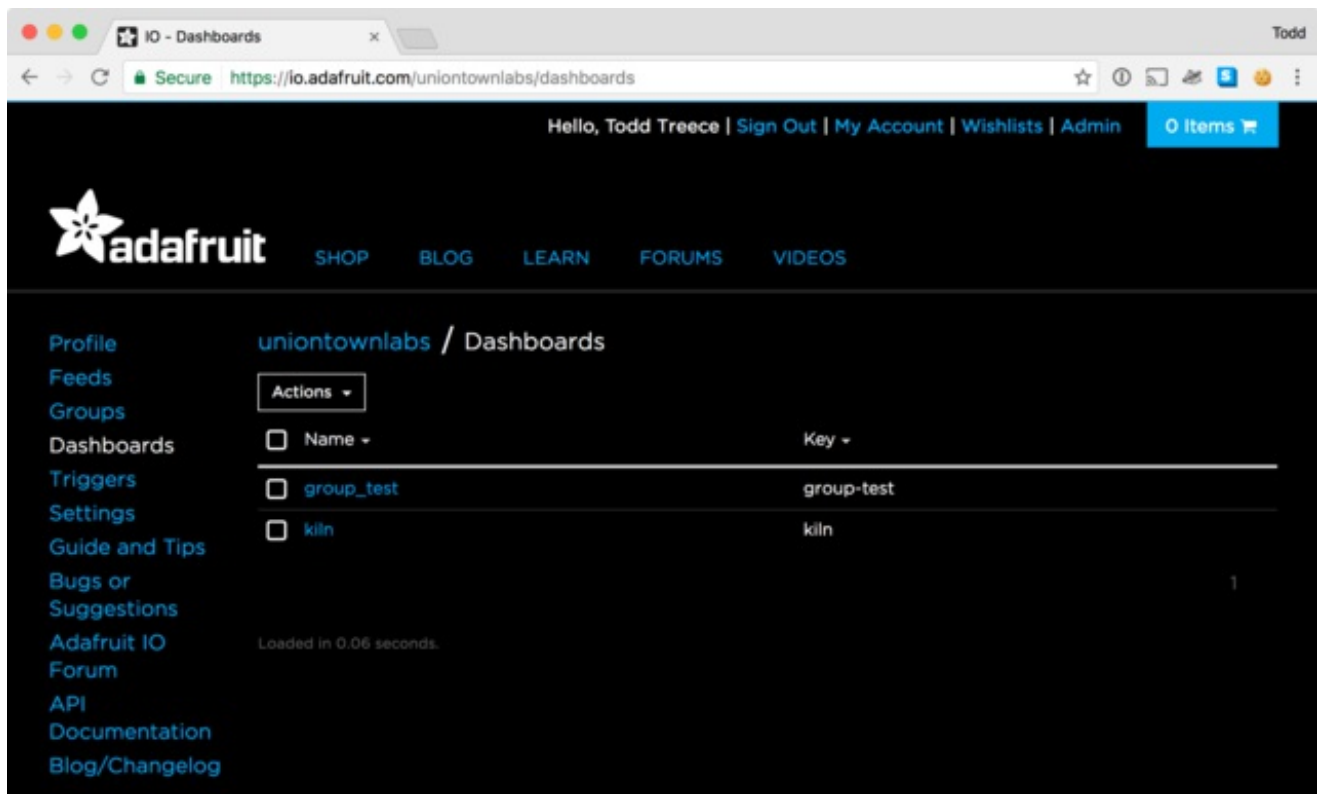 IO - Dashboards
Todd
Secure https://io.adafruit.com/uniontownlabs/dashboards
Hello, Todd Treece | Sign Out | My Account | Wishlists | Admin 0 Items
adafruit SHOP BLOG LEARN FORUMS VIDEOS
Profile
Feeds
Groups
Dashboards
Triggers
Settings
Guide and Tips
Bugs or
Suggestions
Adafruit IO
Forum
API
Documentation
Blog/Changelog
uniontownlabs / Dashboards
Actions
Name Key
group_test group-test
kiln kiln
1
Loaded in 0.06 seconds.